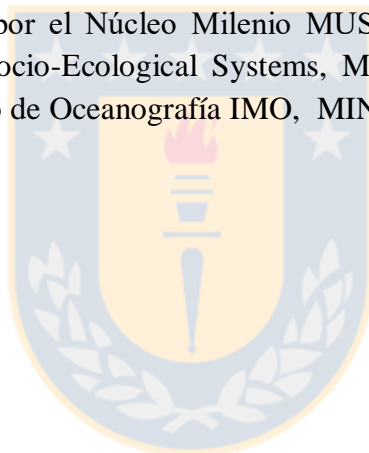 por el Núcleo Milenio MUS
ocio-Ecological Systems, M
o de Oceanografía IMO, MIN